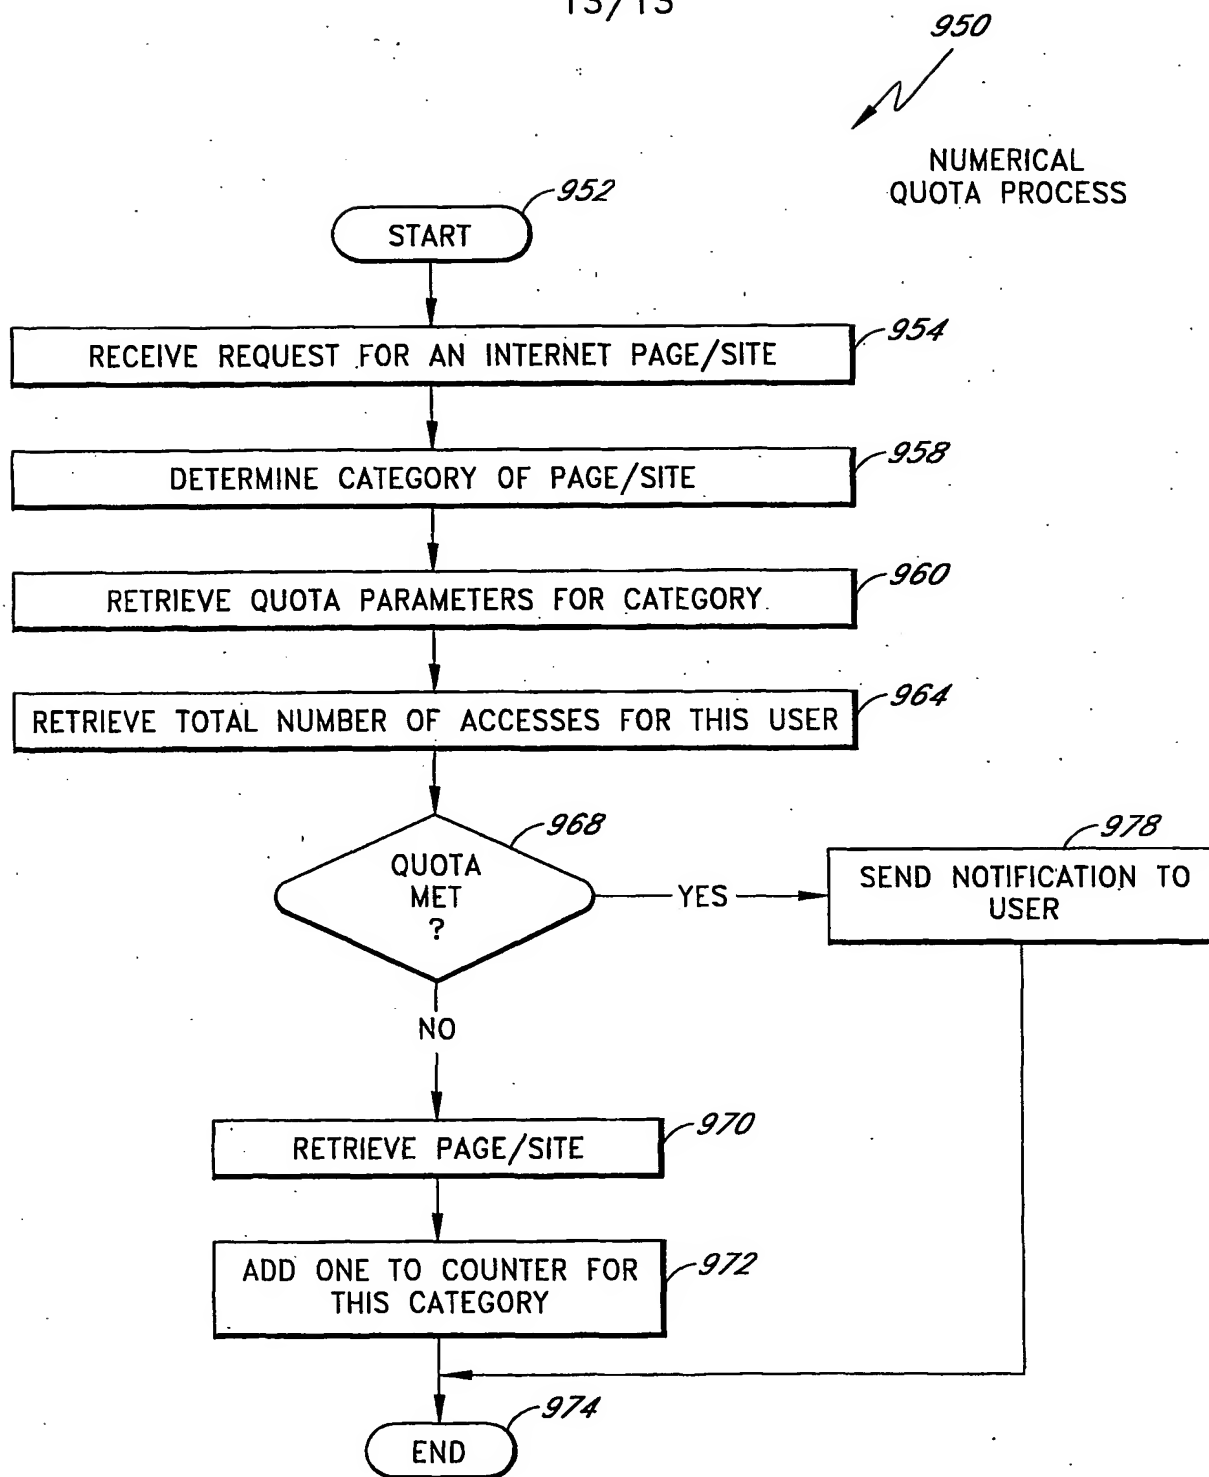 13/13
950
NUMERICAL
QUOTA PROCESS
952
START
954
RECEIVE REQUEST FOR AN INTERNET PAGE/SITE
958
DETERMINE CATEGORY OF PAGE/SITE
960
RETRIEVE QUOTA PARAMETERS FOR CATEGORY
964
RETRIEVE TOTAL NUMBER OF ACCESSES FOR THIS USER
968
QUOTA
MET
?
YES
978
SEND NOTIFICATION TO
USER
NO
970
RETRIEVE PAGE/SITE
972
ADD ONE TO COUNTER FOR
THIS CATEGORY
974
END